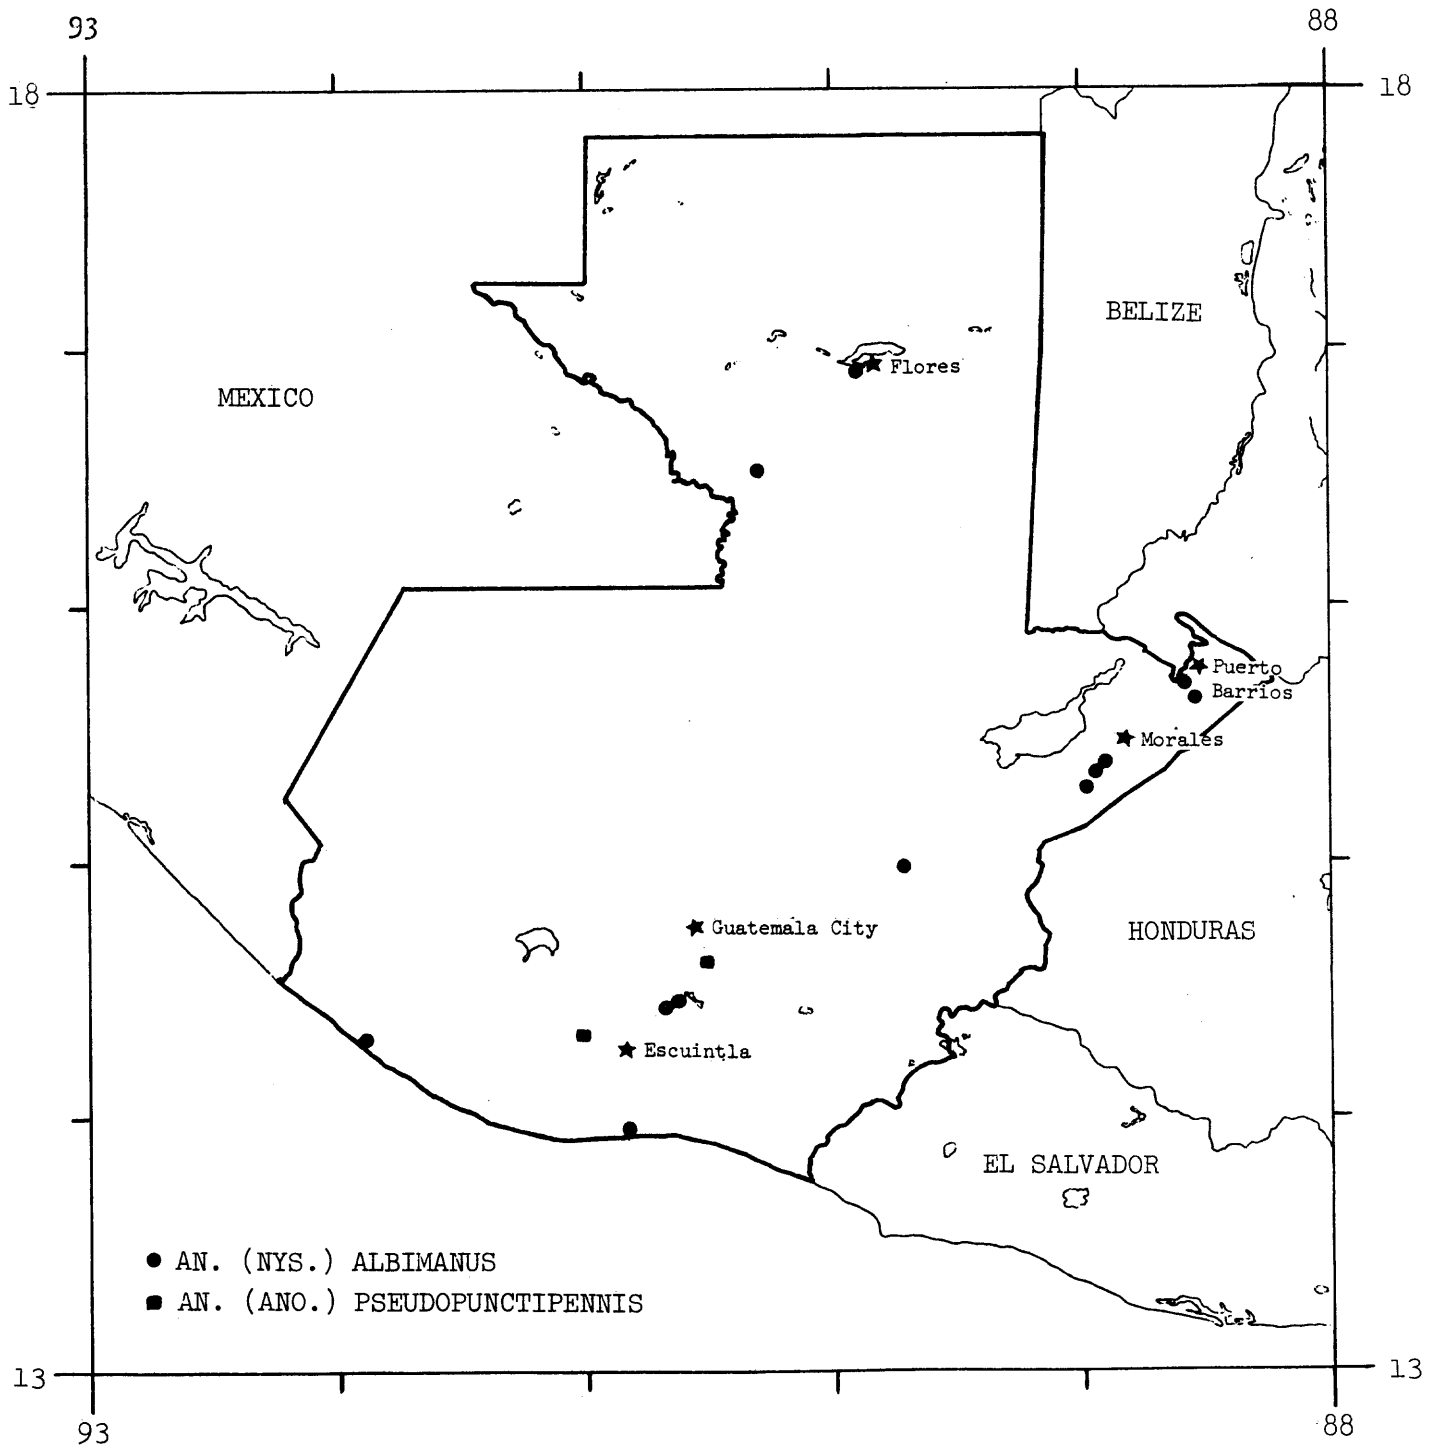 93
88
18
18
BELIZE
Flores
MEXICO
Puerto
Barrios
Morales
Guatemala City
HONDURAS
Escuintla
EL SALVADOR
AN. (NYS.) ALBIMANUS
AN. (ANO.) PSEUDOPUNCTIPENNIS
13
13
93
88